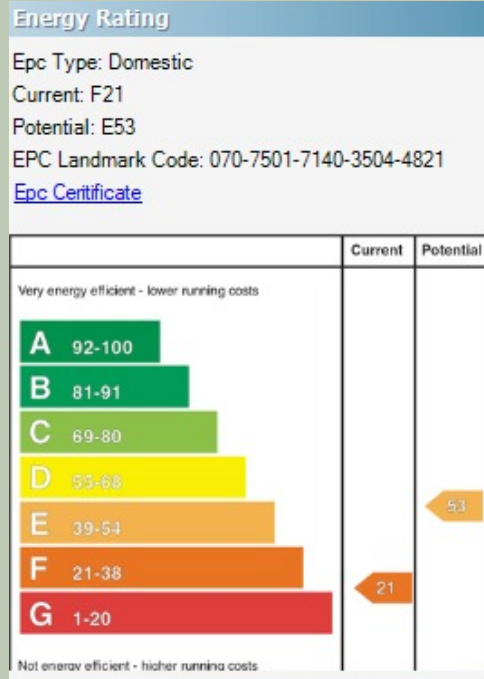 Energy Rating
Epc Type: Domestic
Current: F21
Potential: E53
EPC Landmark Code: 070-7501-7140-3504-4821
Epc Ceritificate
Current Potential
Very energy efficient - lower running costs
A 92-100
B 81-91
C 69-80
D 55-68
53
E 39-54
F 21-38
21
G 1-20
Not energy efficient - higher running costs